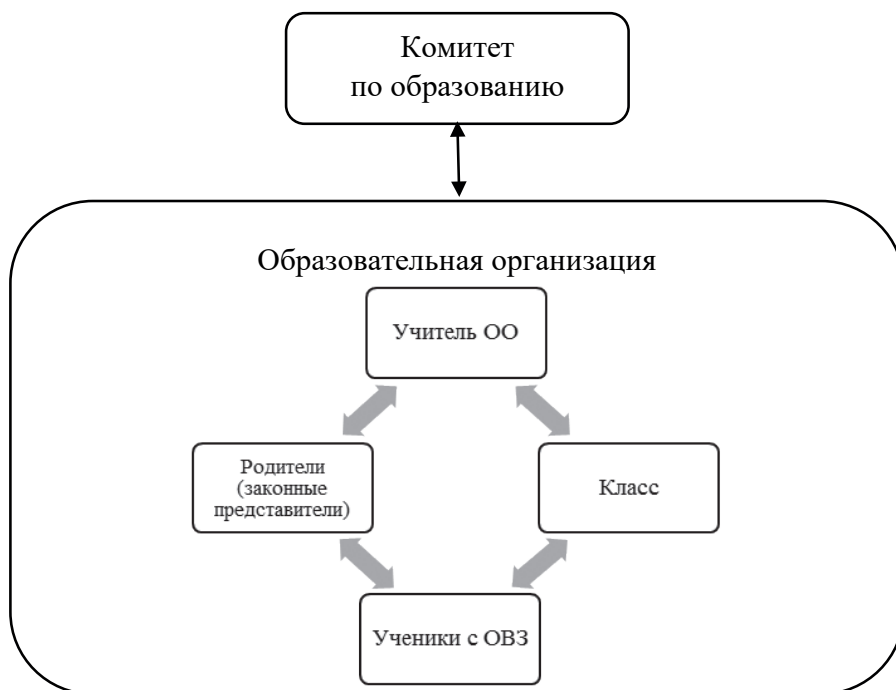 Комитет
по образованию
Образовательная организация
Учитель ОО
Родители
(законные
представители)
Класс
Ученики с ОВЗ